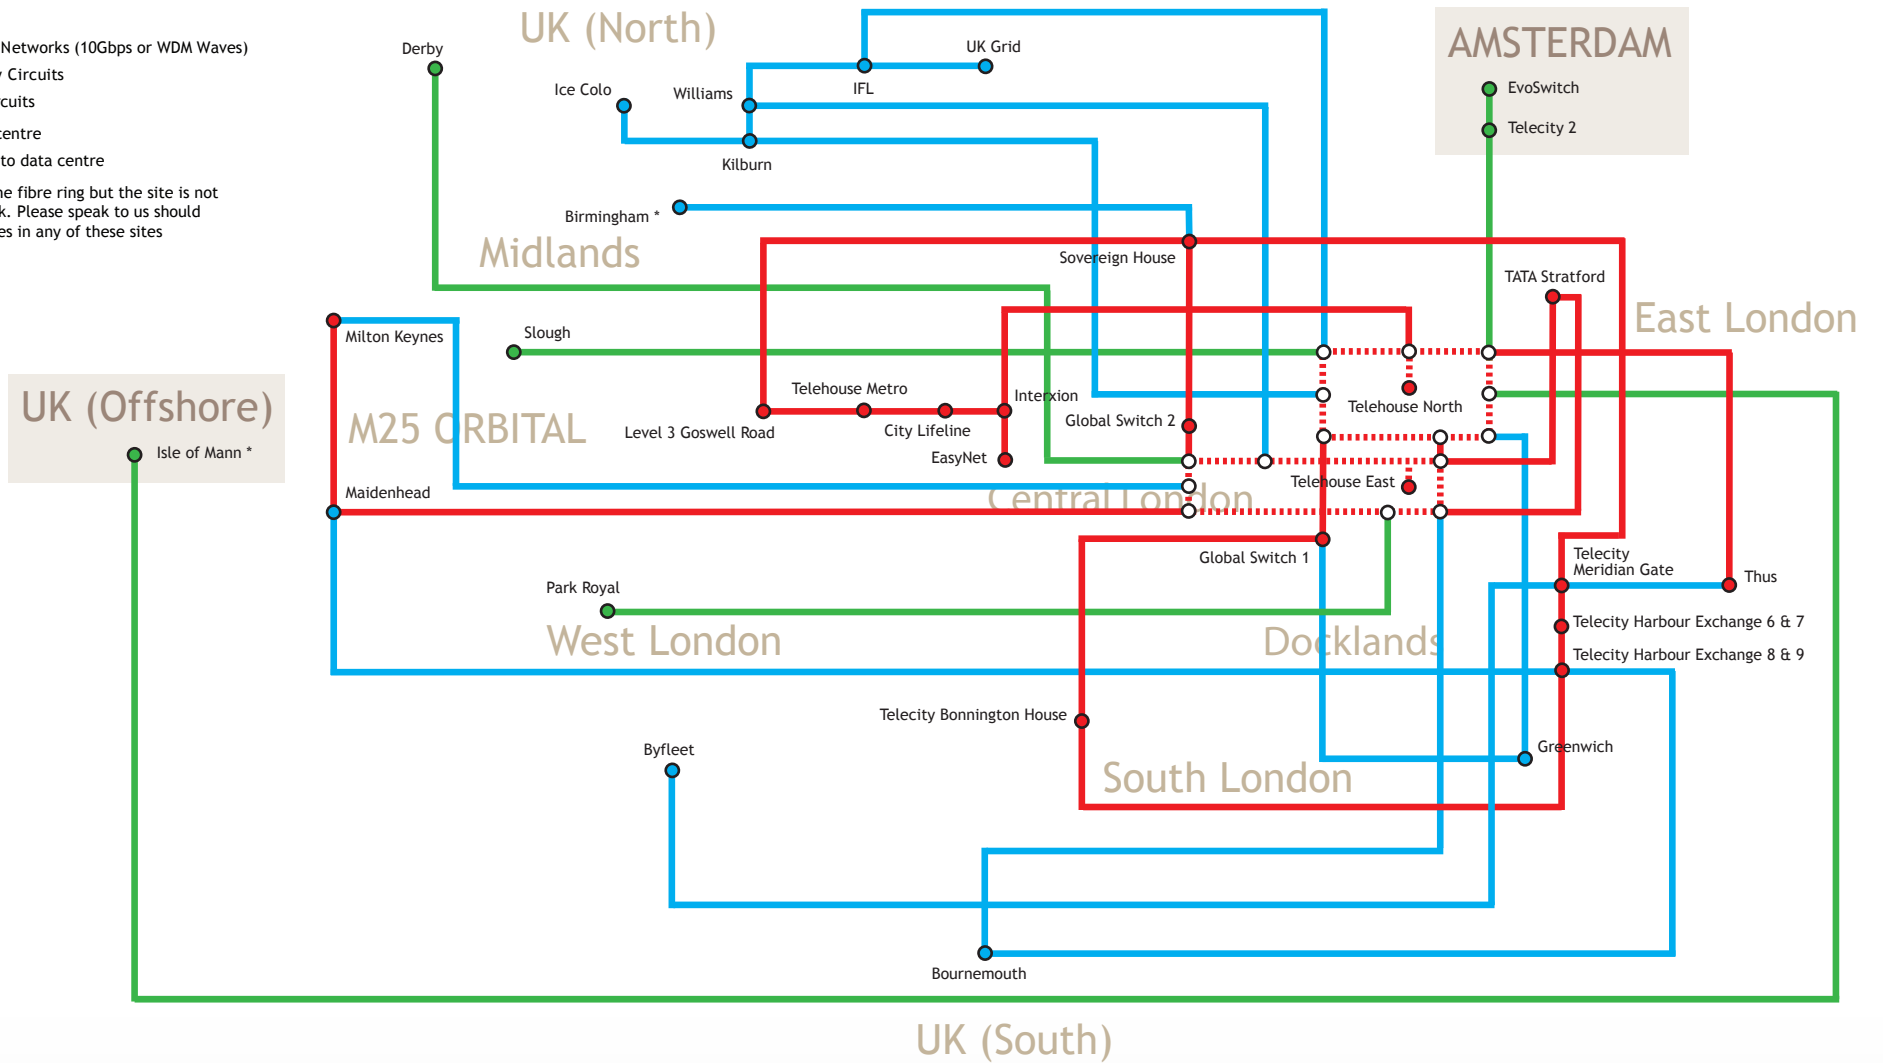 UK (North)
AMSTERDAM
Networks (10Gbps or WDM Waves)
Circuits
cuits
centre
to data centre
ne fibre ring but the site is not
k. Please speak to us should
es in any of these sites
Derby
UK Grid
IFL
Ice Colo
Williams
Kilburn
EvoSwitch
Telecity 2
Birmingham *
Midlands
Sovereign House
TATA Stratford
East London
Slough
Milton Keynes
UK (Offshore)
Isle of Mann *
M25 ORBITAL
Telehouse Metro
Interxion
Level 3 Goswell Road
City Lifeline
EasyNet
Global Switch 2
Telehouse North
Telehouse East
Central London
Maidenhead
Global Switch 1
Telecity
Meridian Gate
Thus
Park Royal
West London
Docklands
Telecity Harbour Exchange 6 & 7
Telecity Harbour Exchange 8 & 9
Telecity Bonnington House
Byfleet
Greenwich
South London
Bournemouth
UK (South)